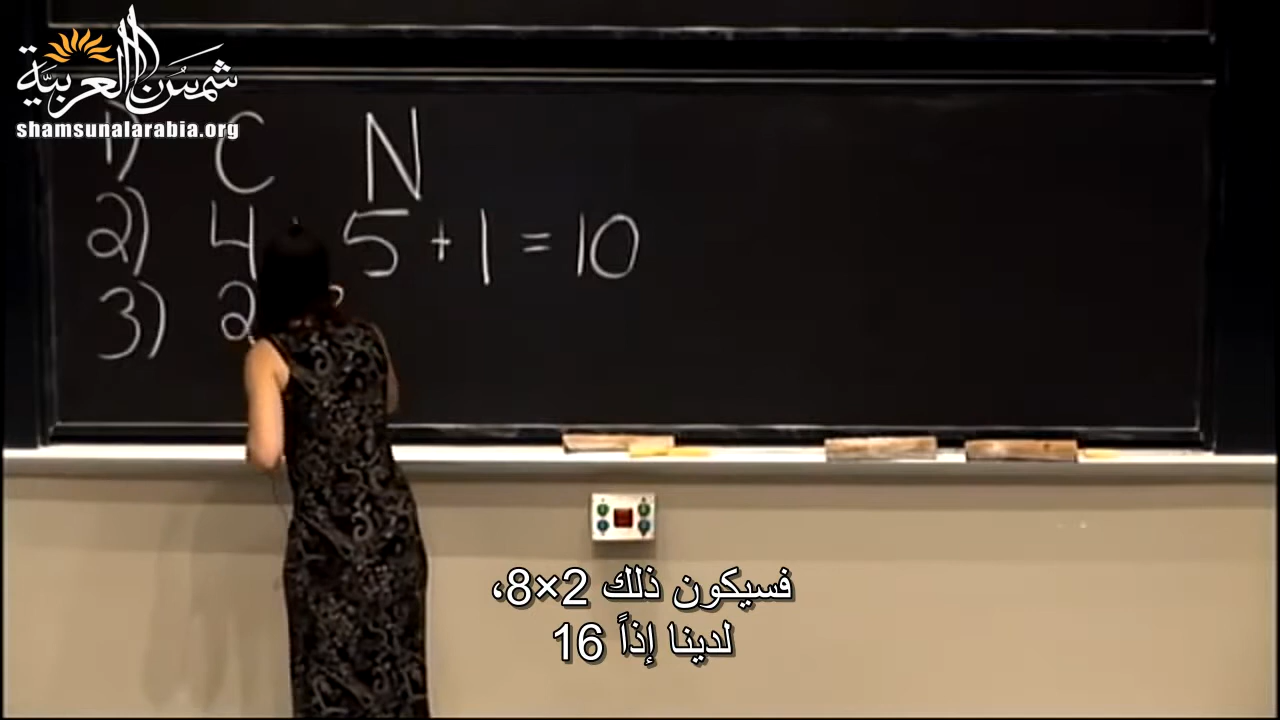 شمس العربية
shamsunalarabia.org
1) C N
2) 4 5 + 1 = 10
3) 2
فسيكون ذلك 2×8،
لدينا إذاً 16